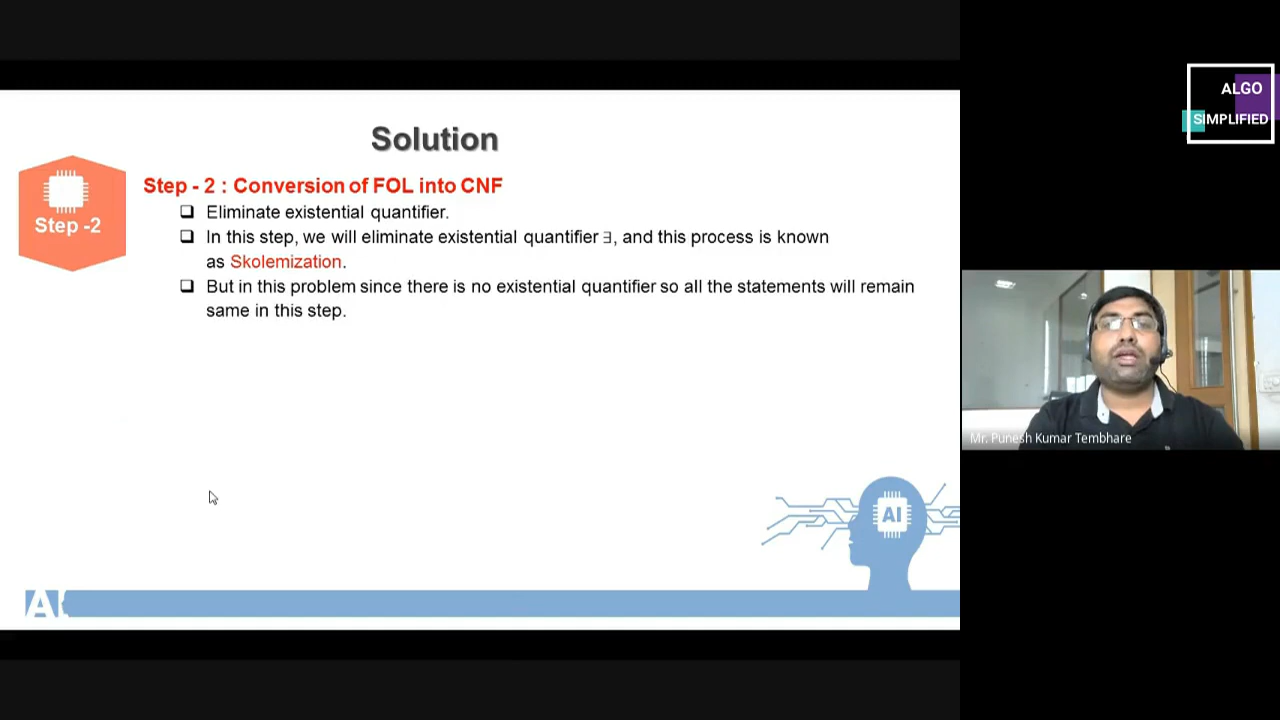 ALGO
SIMPLIFIED
Solution
Step -2
Step - 2 : Conversion of FOL into CNF
Eliminate existential quantifier.
In this step, we will eliminate existential quantifier ∃, and this process is known
as Skolemization.
But in this problem since there is no existential quantifier so all the statements will remain
same in this step.
Mr. Punesh Kumar Tembhare
AI